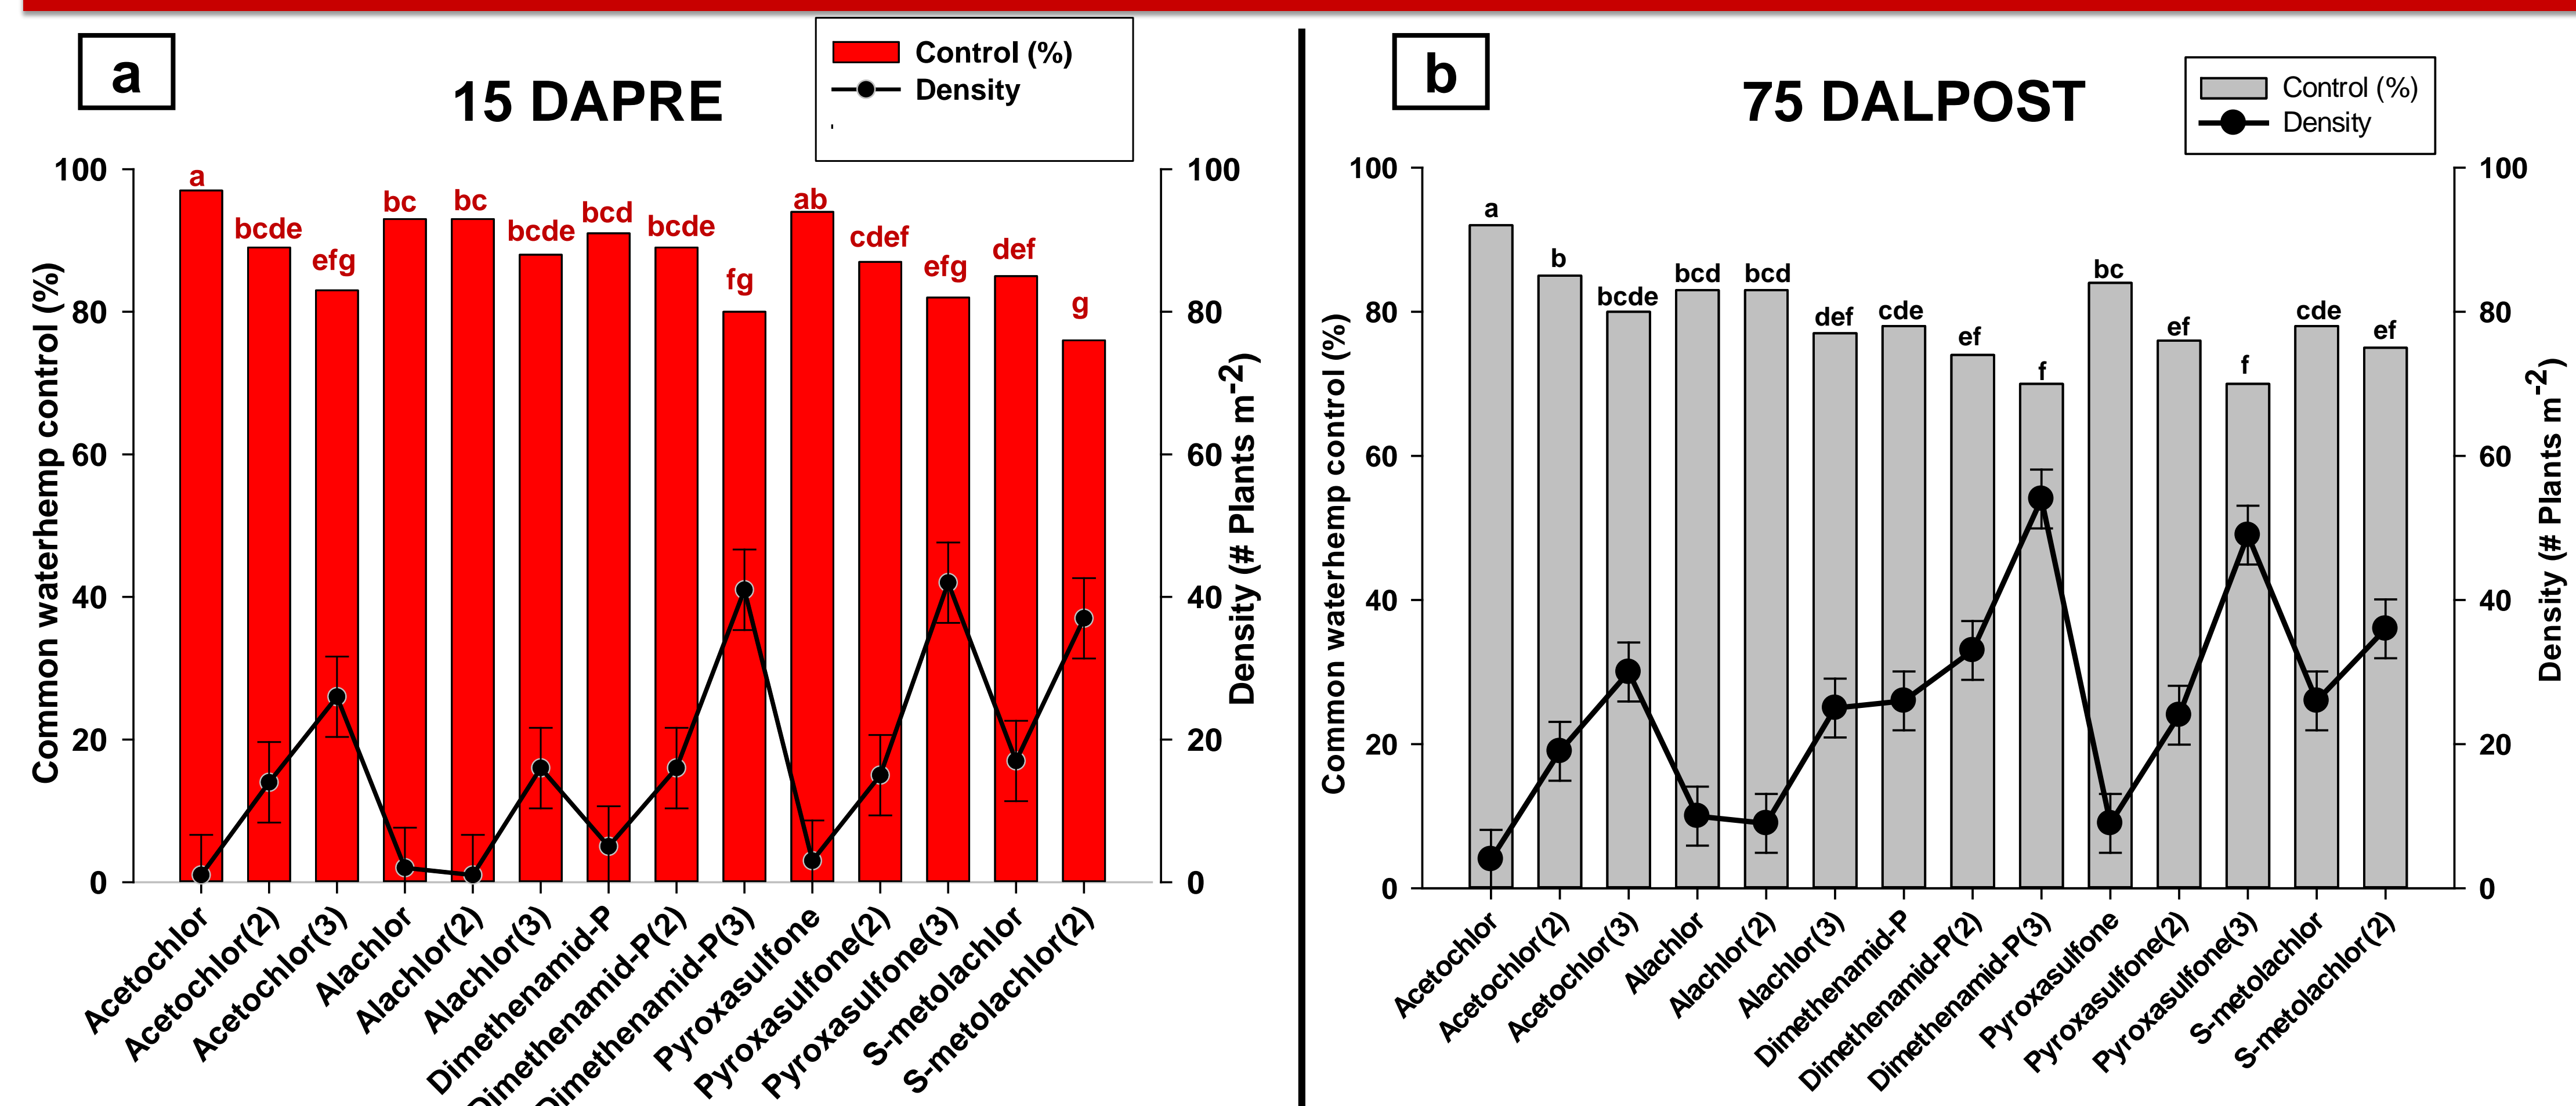 a
15 DAPRE
Control (%)
Density
Common waterhemp control (%)
100
80
60
40
20
0
a
bcde
efg
bc
bc
bcde
bcd
bcde
fg
ab
cdef
efg
def
g
100
80
60
40
20
0
Density (# Plants m-2)
Acetochlor
Acetochlor(2)
Acetochlor(3)
Alachlor
Alachlor(2)
Alachlor(3)
Dimethenamid-P
Dimethenamid-P(2)
Dimethenamid-P(3)
Pyroxasulfone
Pyroxasulfone(2)
Pyroxasulfone(3)
S-metolachlor
S-metolachlor(2)
b
75 DALPOST
Control (%)
Density
Common waterhemp control (%)
100
80
60
40
20
0
a
b
bcde
bcd
bcd
def
cde
ef
f
bc
ef
f
cde
ef
100
80
60
40
20
0
Density (# Plants m-2)
Acetochlor
Acetochlor(2)
Acetochlor(3)
Alachlor
Alachlor(2)
Alachlor(3)
Dimethenamid-P
Dimethenamid-P(2)
Dimethenamid-P(3)
Pyroxasulfone
Pyroxasulfone(2)
Pyroxasulfone(3)
S-metolachlor
S-metolachlor(2)